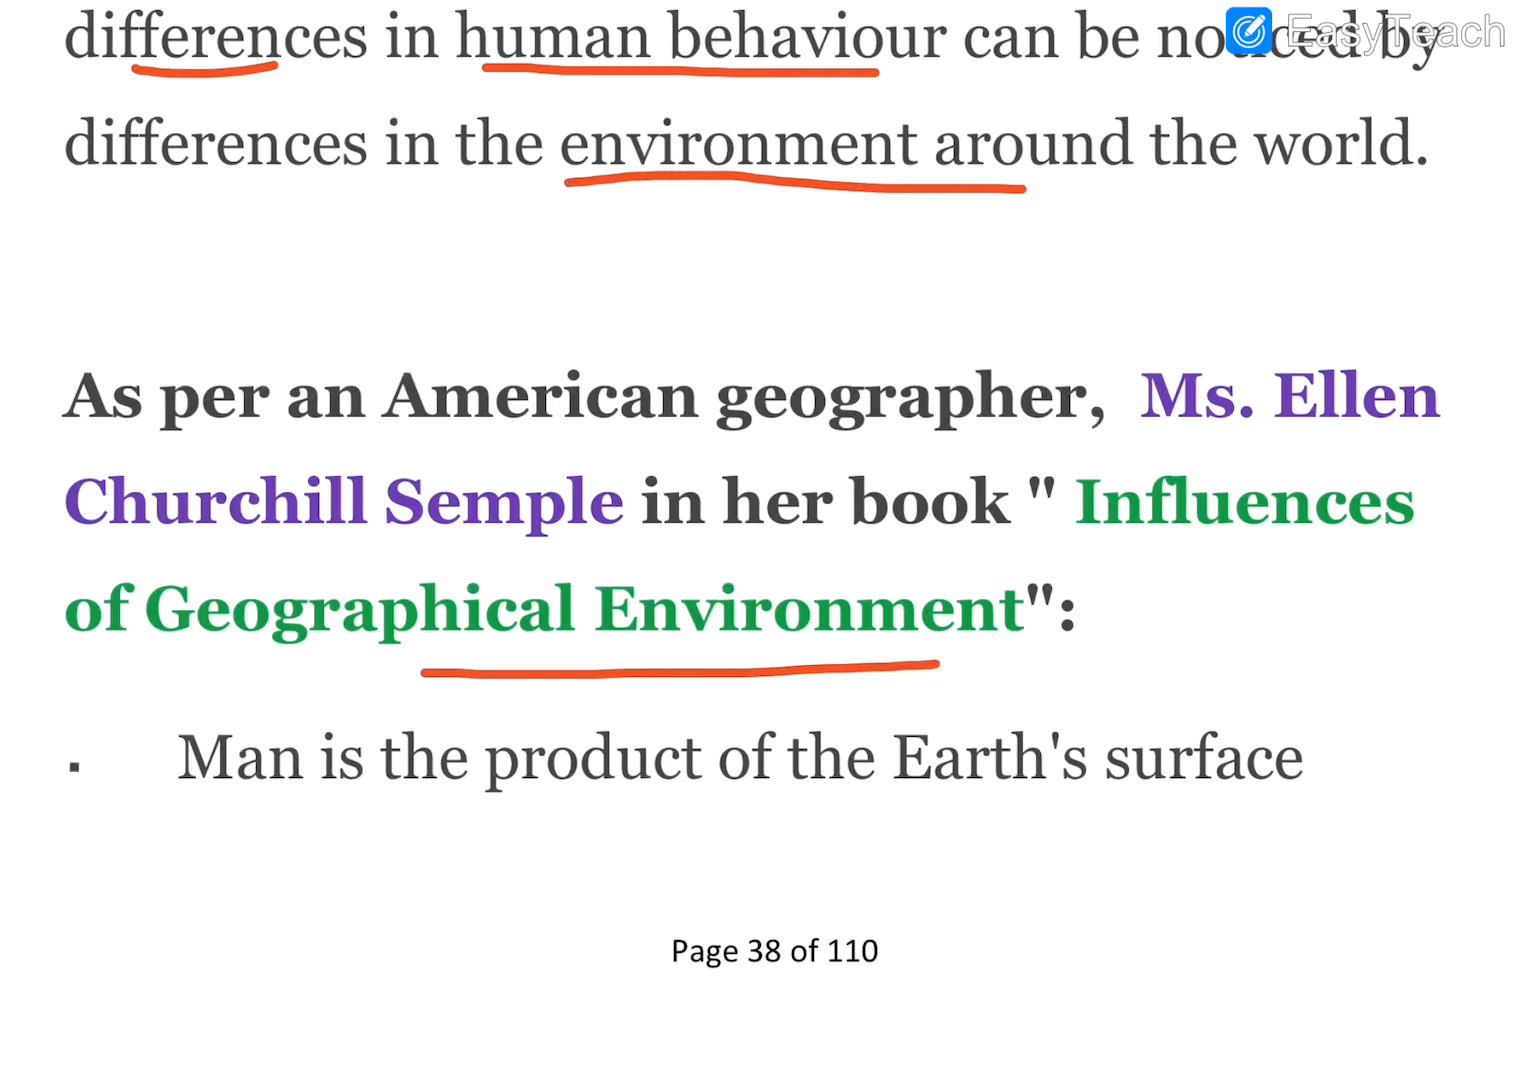 differences in human behaviour can be noticed by
EasyTeach
differences in the environment around the world.
As per an American geographer, Ms. Ellen
Churchill Semple in her book " Influences
of Geographical Environment":
▪ Man is the product of the Earth's surface
Page 38 of 110